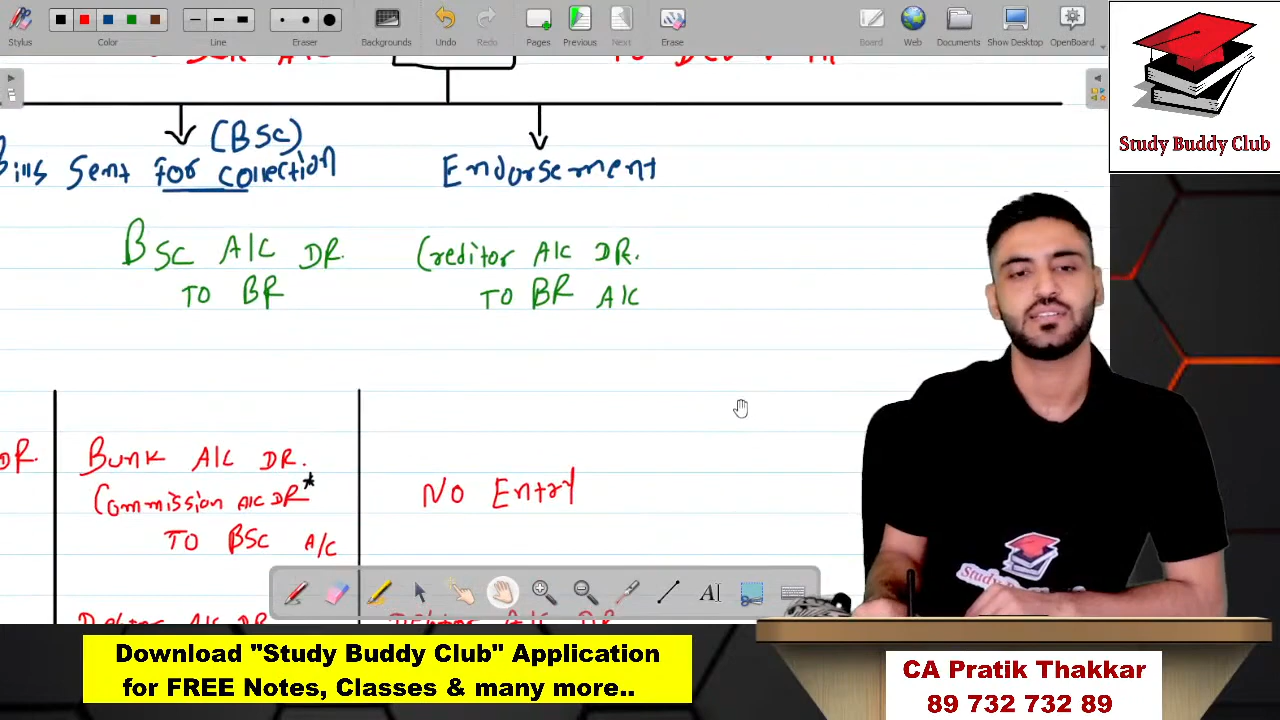 Stylus
Color
Line
Eraser
Backgrounds
Undo
Redo
Pages
Previous
Next
Erase
Board
Web
Documents
Show Desktop
OpenBoard
Study Buddy Club
(BSC)
Bills Sent for collection
Endorsement
BSC A/C DR.
TO BR
Creditor A/C DR.
TO BR A/C
DR.
Bank A/C DR.
Commission A/C DR*
TO BSC A/C
No Entry
Download "Study Buddy Club" Application
for FREE Notes, Classes & many more..
CA Pratik Thakkar
89 732 732 89